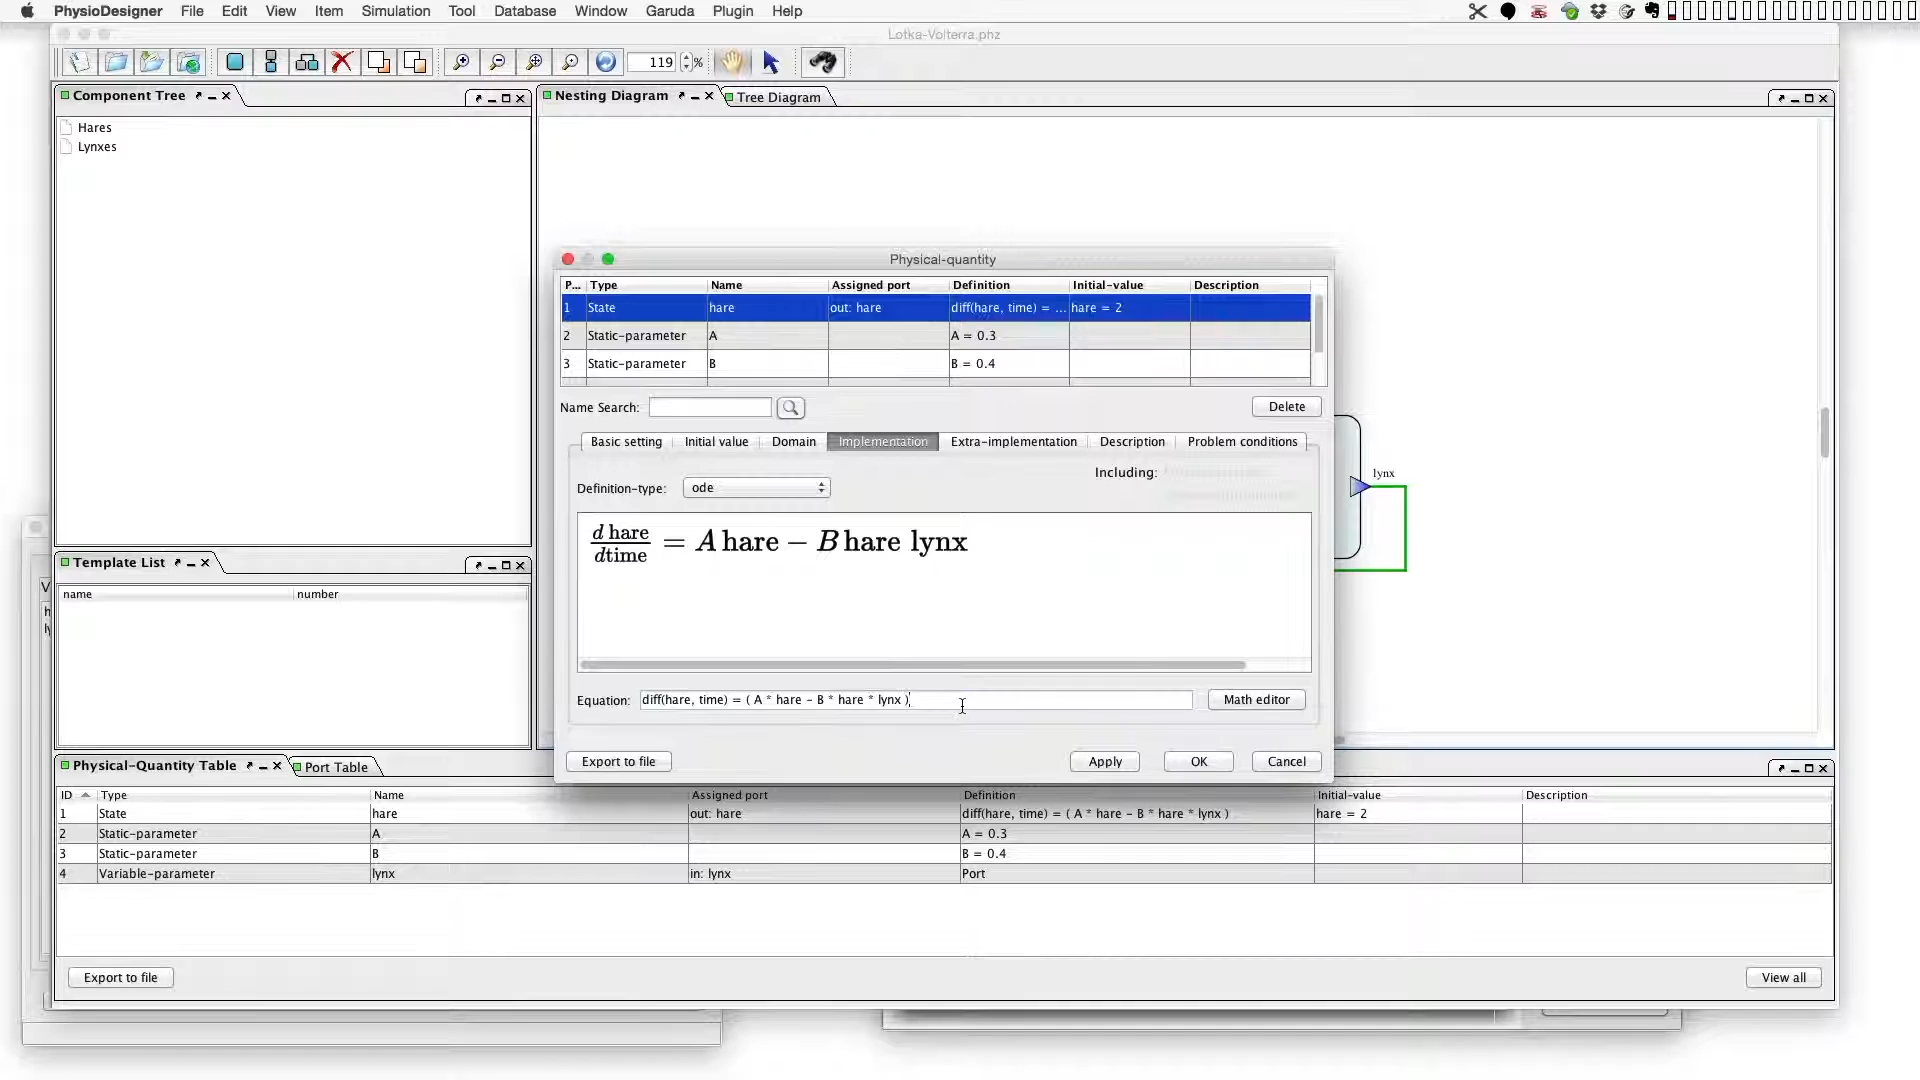 PhysioDesigner File Edit View Item Simulation Tool Database Window Garuda Plugin Help
Lotka-Volterra.phz
119 %
Component Tree
Nesting Diagram
Tree Diagram
Hares
Lynxes
Physical-quantity
P... Type Name Assigned port Definition Initial-value Description
1 State hare out: hare diff(hare, time) = ... hare = 2
2 Static-parameter A A = 0.3
3 Static-parameter B B = 0.4
Name Search:
Delete
Basic setting Initial value Domain Implementation Extra-implementation Description Problem conditions
Including:
Definition-type: ode
d hare
dtime
= A hare − B hare lynx
Equation: diff(hare, time) = ( A * hare - B * hare * lynx )
Math editor
Export to file
Apply
OK
Cancel
lynx
Template List
name number
Physical-Quantity Table
Port Table
ID Type Name Assigned port Definition Initial-value Description
1 State hare out: hare diff(hare, time) = ( A * hare - B * hare * lynx ) hare = 2
2 Static-parameter A A = 0.3
3 Static-parameter B B = 0.4
4 Variable-parameter lynx in: lynx Port
Export to file
View all